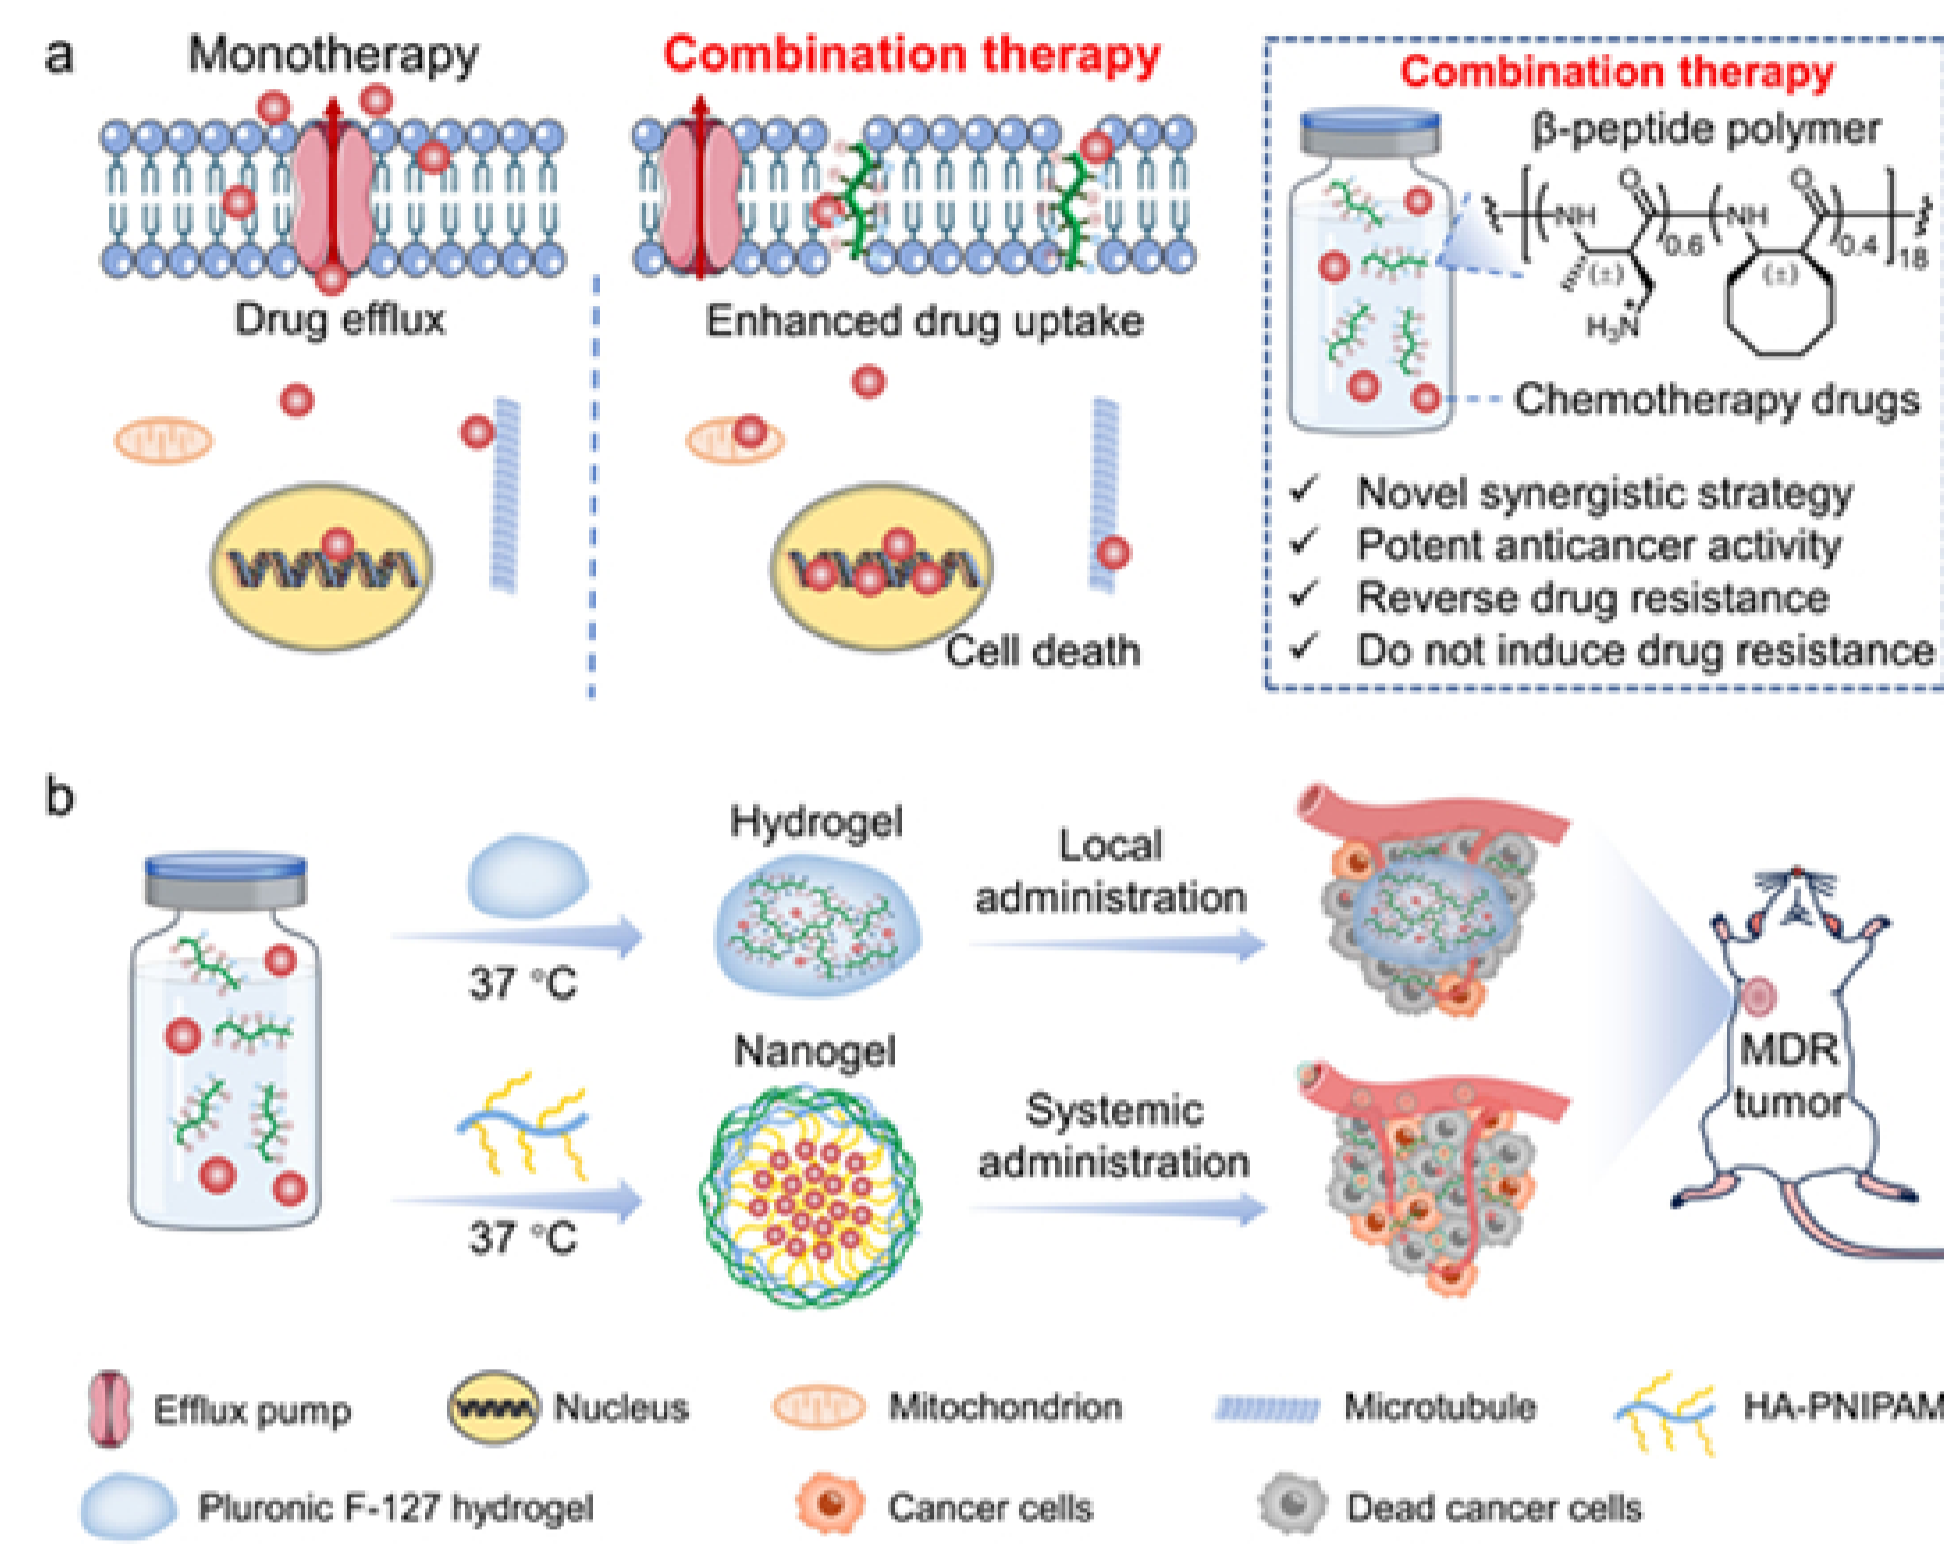 a
Monotherapy
Combination therapy
Drug efflux
Enhanced drug uptake
Cell death
Combination therapy
β-peptide polymer
NH
O
0.6
NH
O
0.4
18
(±)
(±)
H₃N⁺
Chemotherapy drugs
✓ Novel synergistic strategy
✓ Potent anticancer activity
✓ Reverse drug resistance
✓ Do not induce drug resistance
b
37 °C
Hydrogel
Local
administration
37 °C
Nanogel
Systemic
administration
MDR
tumor
Efflux pump
Nucleus
Mitochondrion
Microtubule
HA-PNIPAM
Pluronic F-127 hydrogel
Cancer cells
Dead cancer cells